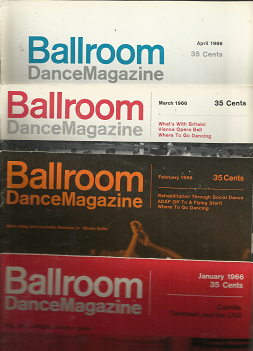 Ballroom
DanceMagazine
April 1966
35 Cents
Ballroom
DanceMagazine
March 1966
35 Cents
What's With Britain!
Vienna Opera Ball
Where To Go Dancing
Ballroom
DanceMagazine
February 1966
35 Cents
Rehabilitation Through Social Dance
ADAP Off To A Flying Start!
Where To Go Dancing
Ballroom
DanceMagazine
January 1966
35 Cents